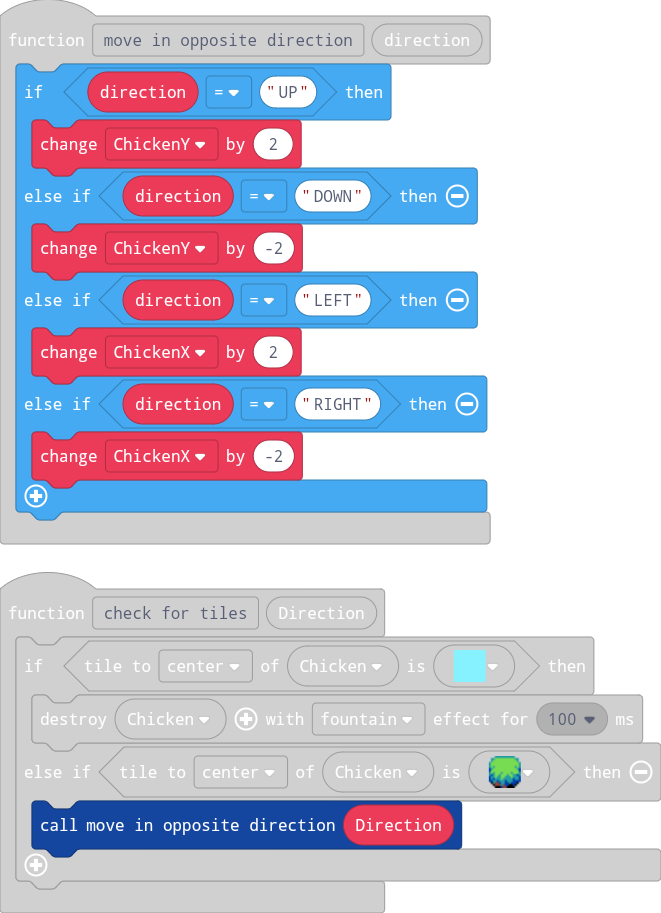 function move in opposite direction direction
if direction = "UP" then
change ChickenY by 2
else if direction = "DOWN" then
change ChickenY by -2
else if direction = "LEFT" then
change ChickenX by 2
else if direction = "RIGHT" then
change ChickenX by -2
function check for tiles Direction
if tile to center of Chicken is then
destroy Chicken with fountain effect for 100 ms
else if tile to center of Chicken is then
call move in opposite direction Direction